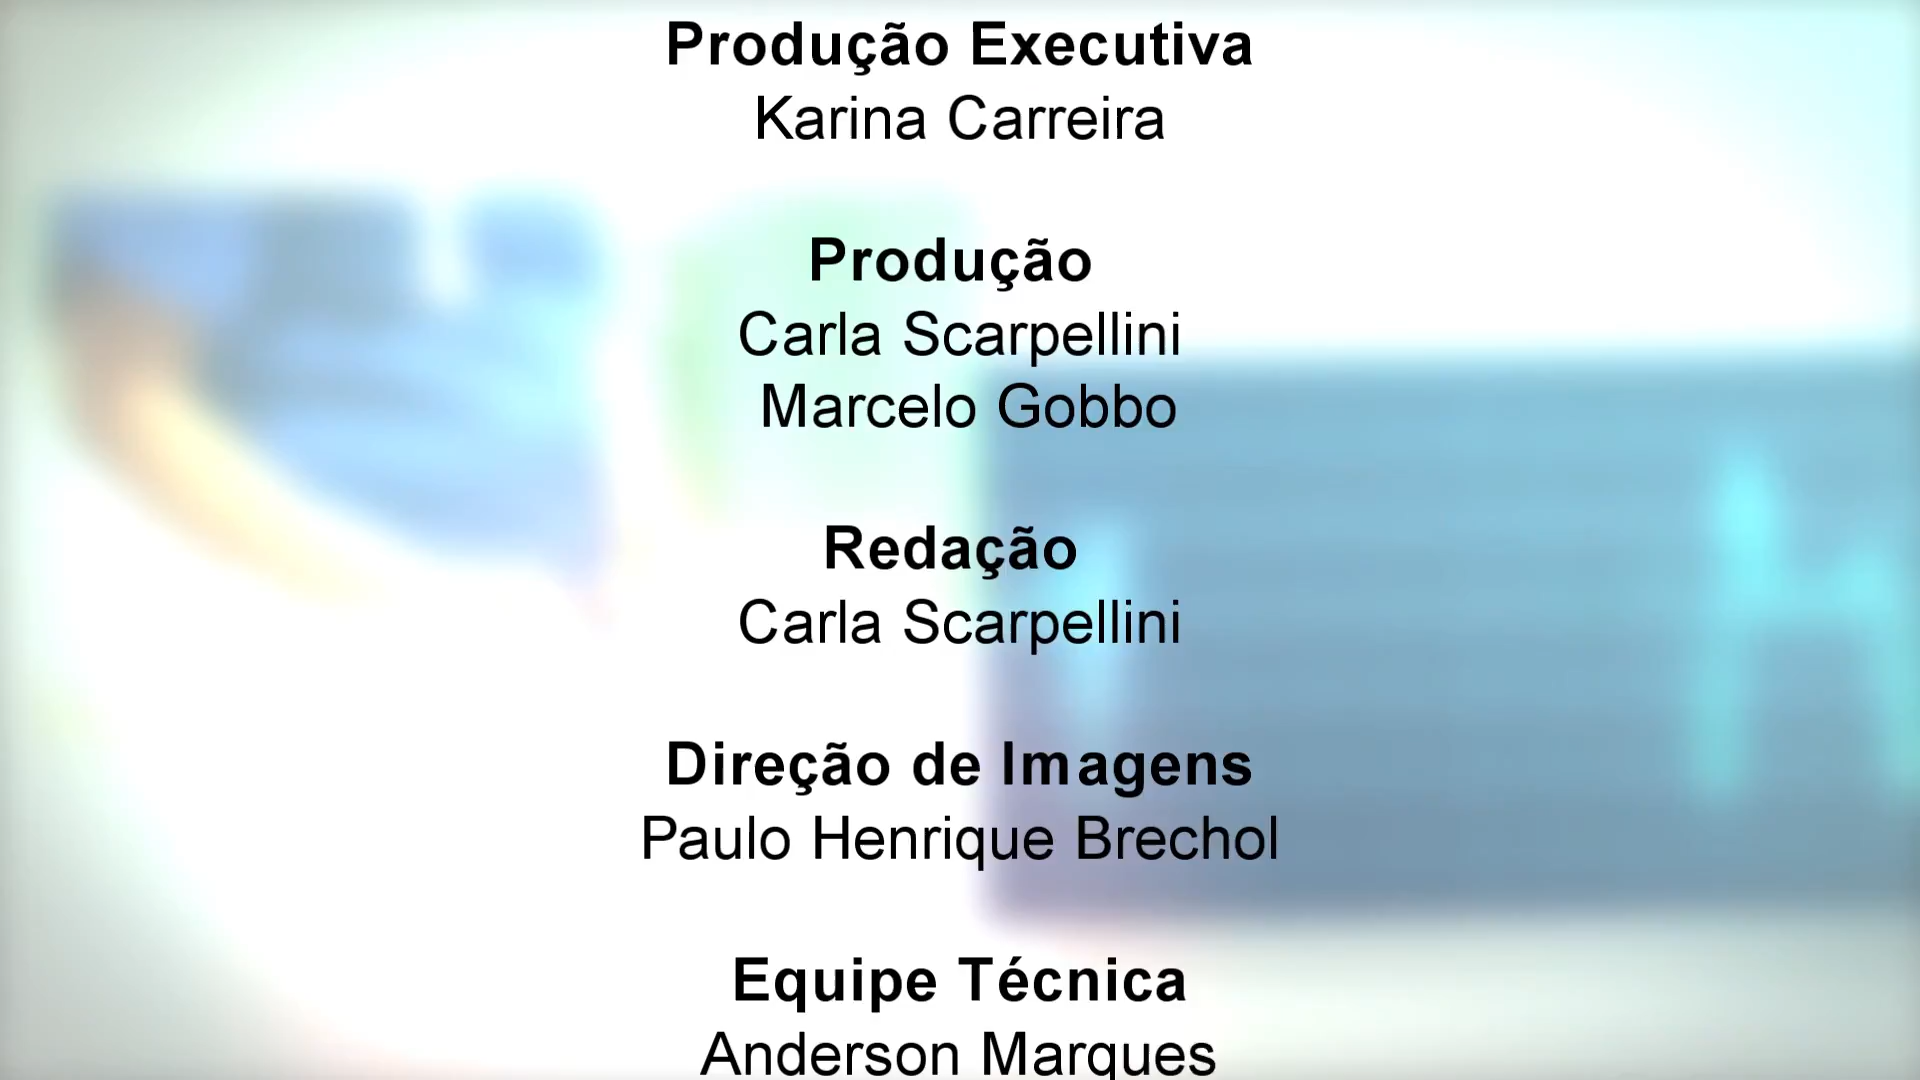 Produção Executiva
Karina Carreira
Produção
Carla Scarpellini
Marcelo Gobbo
Redação
Carla Scarpellini
Direção de Imagens
Paulo Henrique Brechol
Equipe Técnica
Anderson Marques